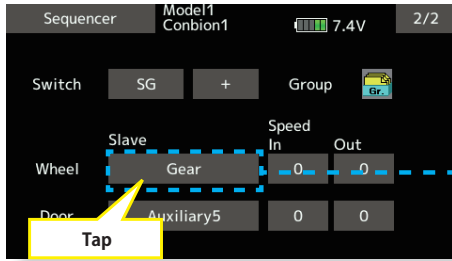 Sequencer Model1 7.4V 2/2
Conbion1
Switch SG + Group Gr.
Slave Speed
In Out
Wheel Gear 0 0
Door Auxiliary5 0 0
Tap